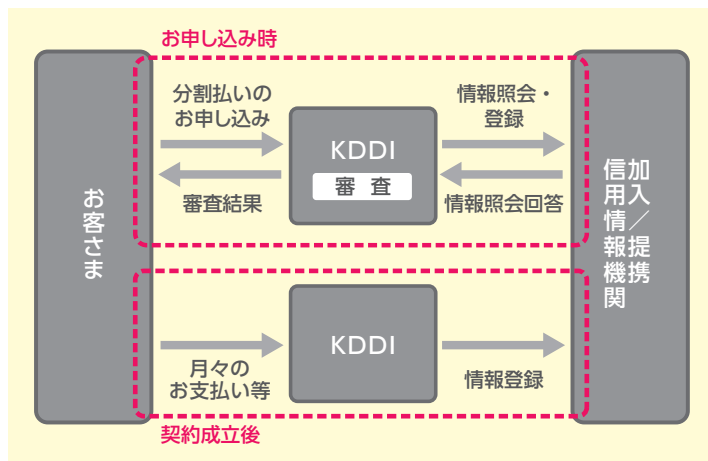 お申し込み時
お客さま
分割払いの
お申し込み
審査結果
KDDI
審 査
情報照会・
登録
情報照会回答
加入／提携
信用情報機関
KDDI
月々の
お支払い等
情報登録
契約成立後